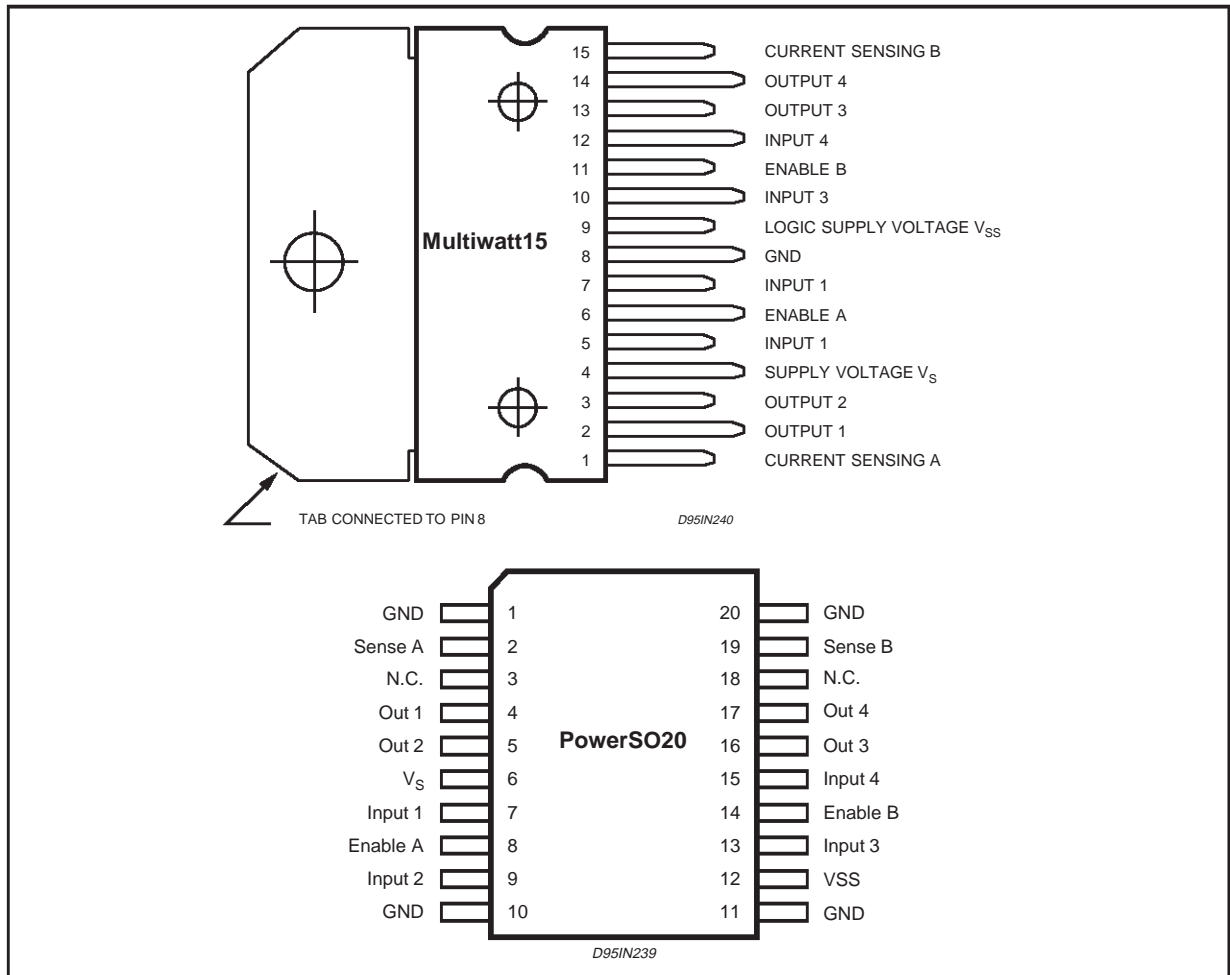 15 CURRENT SENSING B
14 OUTPUT 4
13 OUTPUT 3
12 INPUT 4
11 ENABLE B
10 INPUT 3
9 LOGIC SUPPLY VOLTAGE VSS
8 GND
7 INPUT 1
6 ENABLE A
5 INPUT 1
4 SUPPLY VOLTAGE VS
3 OUTPUT 2
2 OUTPUT 1
1 CURRENT SENSING A
Multiwatt15
TAB CONNECTED TO PIN 8
D95IN240
GND 1 20 GND
Sense A 2 19 Sense B
N.C. 3 18 N.C.
Out 1 4 17 Out 4
Out 2 5 16 Out 3
VS 6 15 Input 4
Input 1 7 14 Enable B
Enable A 8 13 Input 3
Input 2 9 12 VSS
GND 10 11 GND
PowerSO20
D95IN239